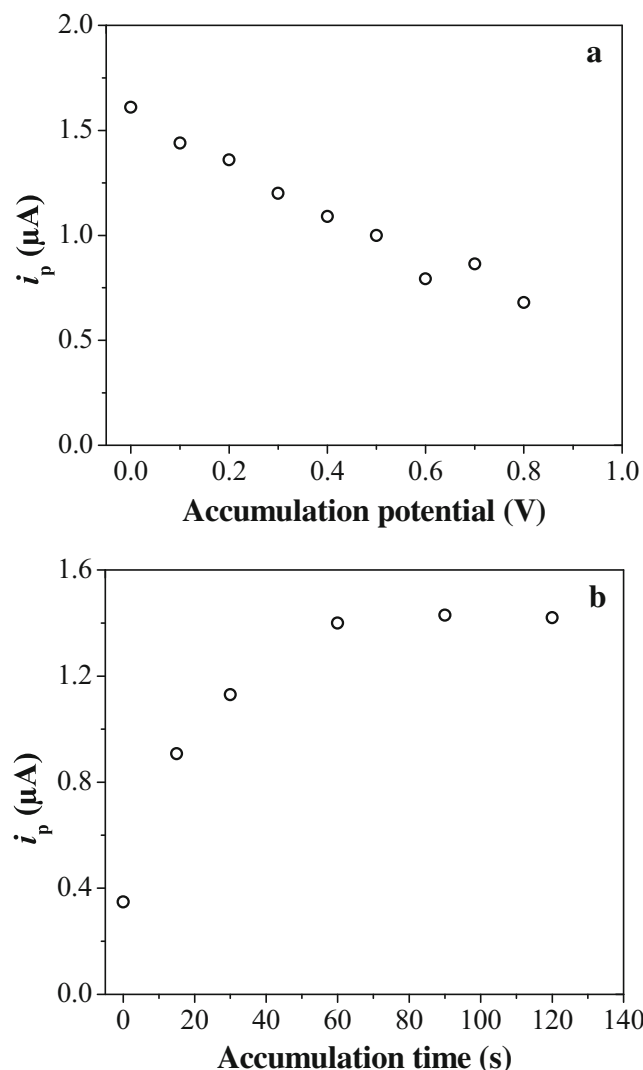 a
2.0
1.5
1.0
0.5
0.0
i_p (µA)
0.0 0.2 0.4 0.6 0.8 1.0
Accumulation potential (V)
b
1.6
1.2
0.8
0.4
0.0
i_p (µA)
0 20 40 60 80 100 120 140
Accumulation time (s)